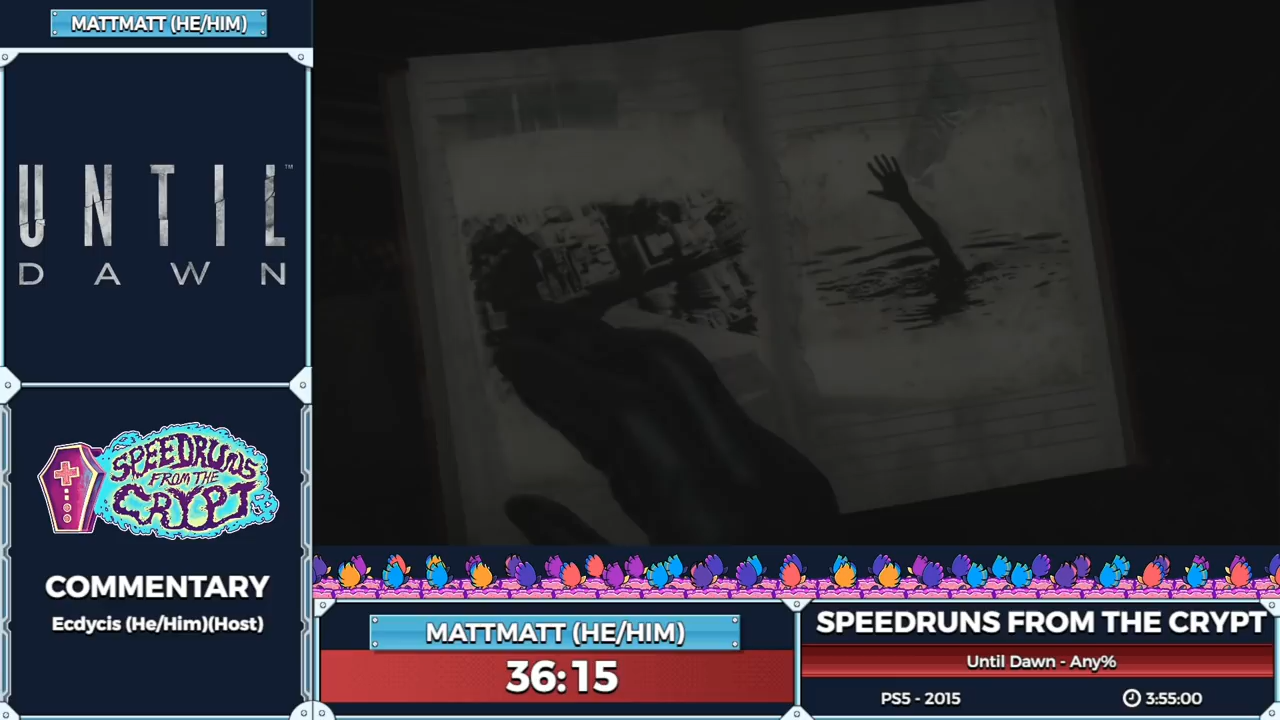 MATTMATT (HE/HIM)
UNTIL™
DAWN
SPEEDRUNS
FROM THE
CRYPT
COMMENTARY
Ecdycis (He/Him)(Host)
MATTMATT (HE/HIM)
36:15
SPEEDRUNS FROM THE CRYPT
Until Dawn - Any%
PS5 - 2015
3:55:00